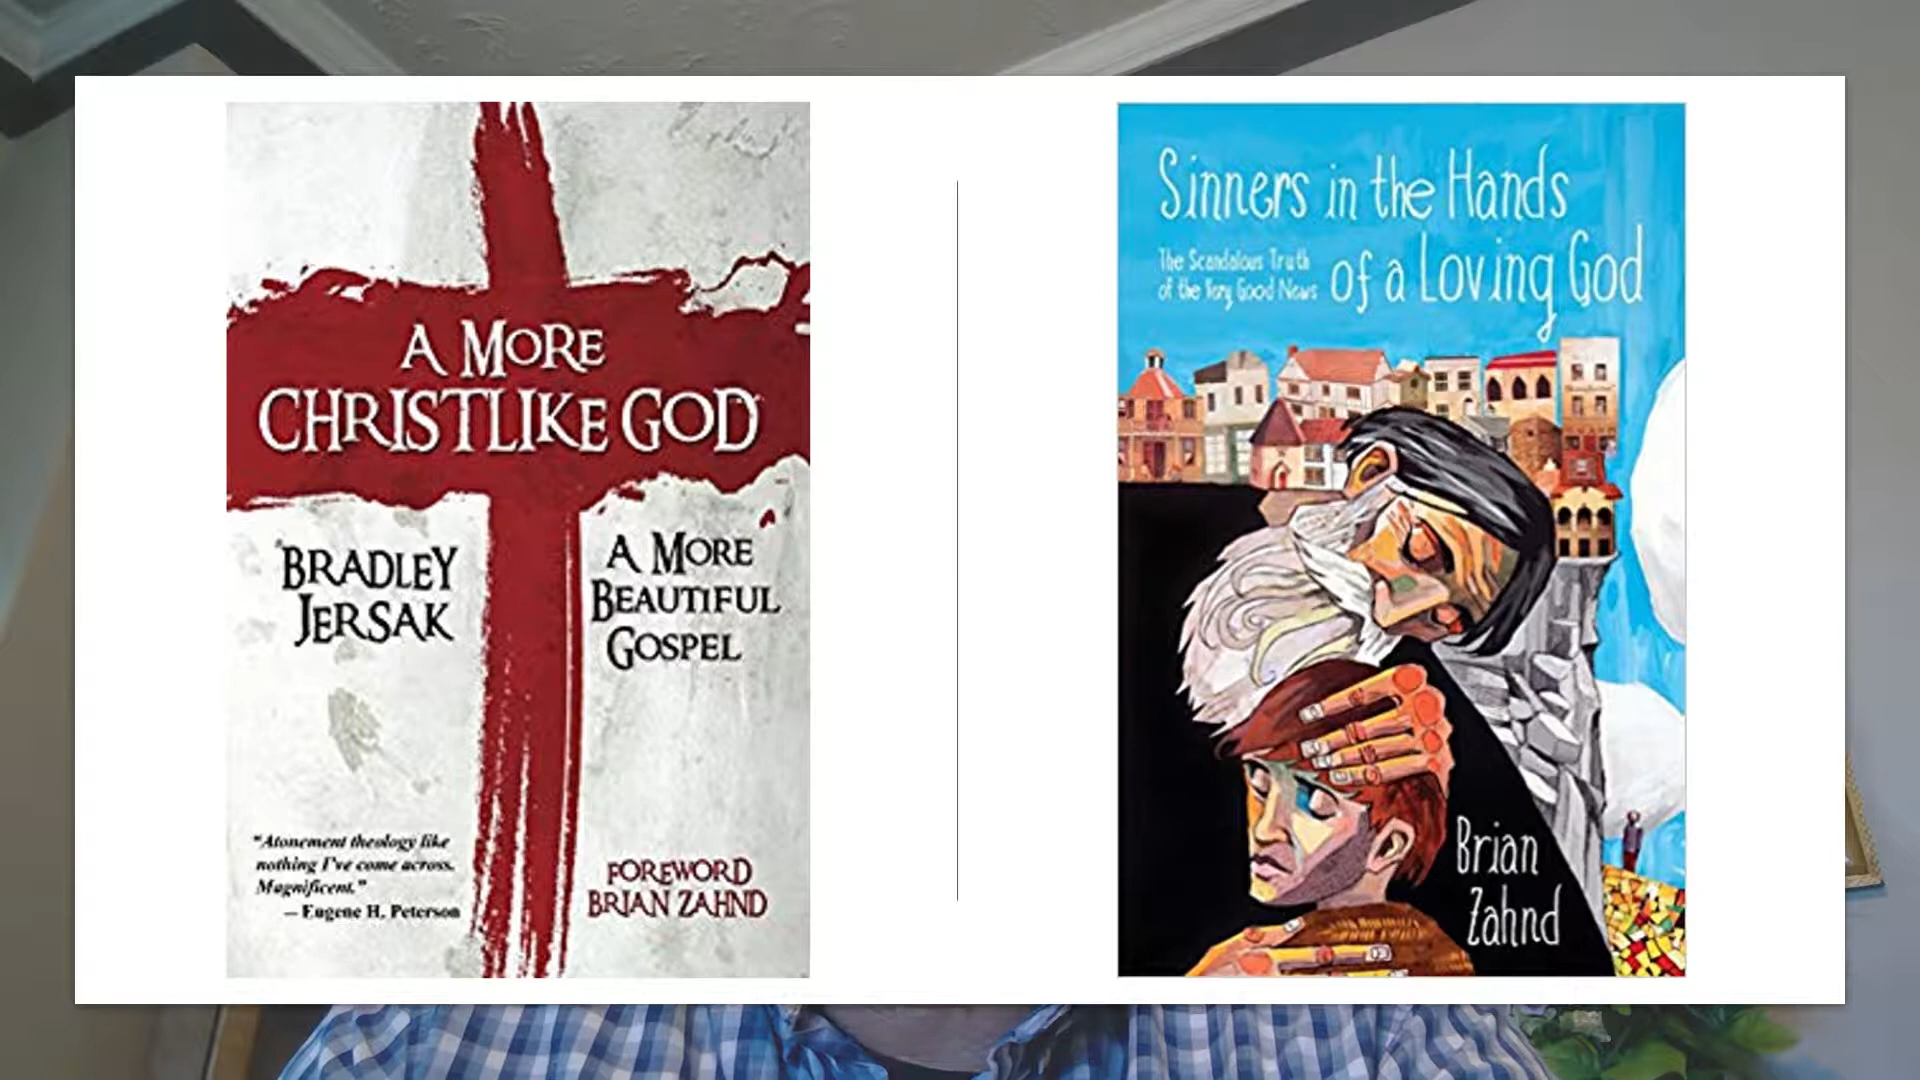 A MORE
CHRISTLIKE GOD
BRADLEY
JERSAK
A MORE
BEAUTIFUL
GOSPEL
"Atonement theology like
nothing I've come across.
Magnificent."
— Eugene H. Peterson
FOREWORD
BRIAN ZAHND
Sinners in the Hands
of a Loving God
The Scandalous Truth
of the Very Good News
Brian
Zahnd